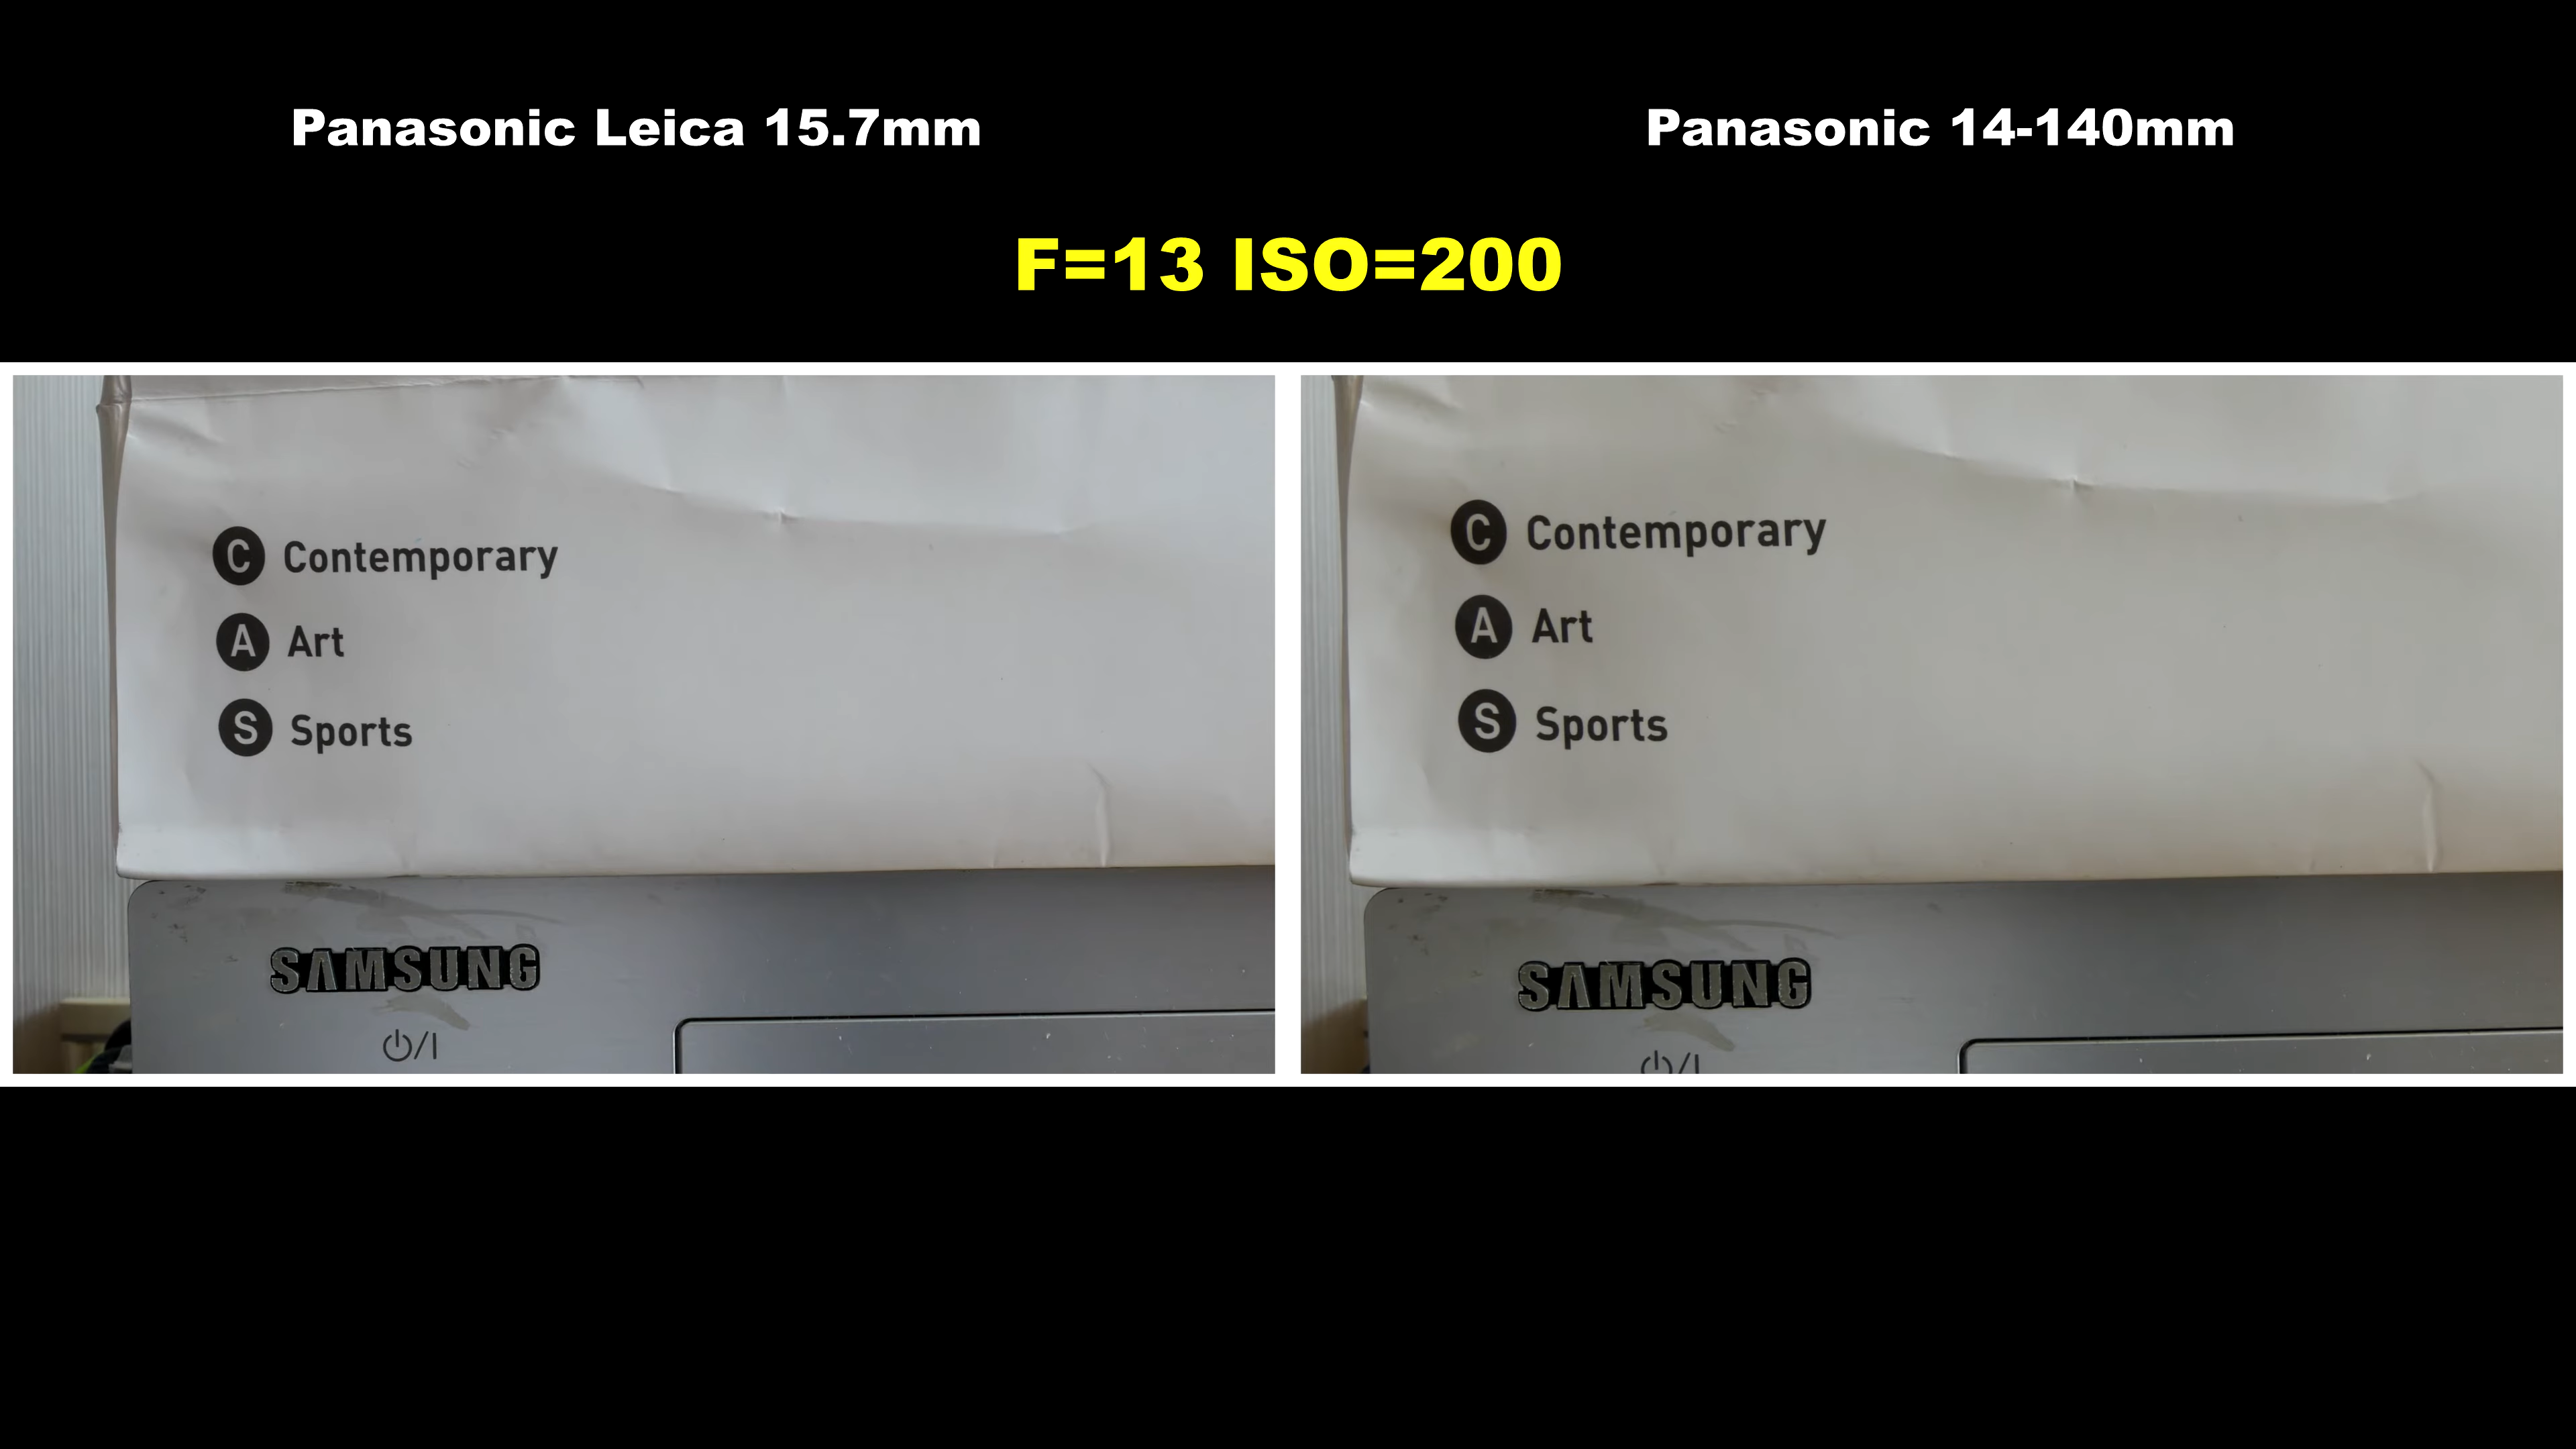 Panasonic Leica 15.7mm
Panasonic 14-140mm
F=13 ISO=200
C Contemporary
A Art
S Sports
SAMSUNG
⏻/I
C Contemporary
A Art
S Sports
SAMSUNG
⏻/I